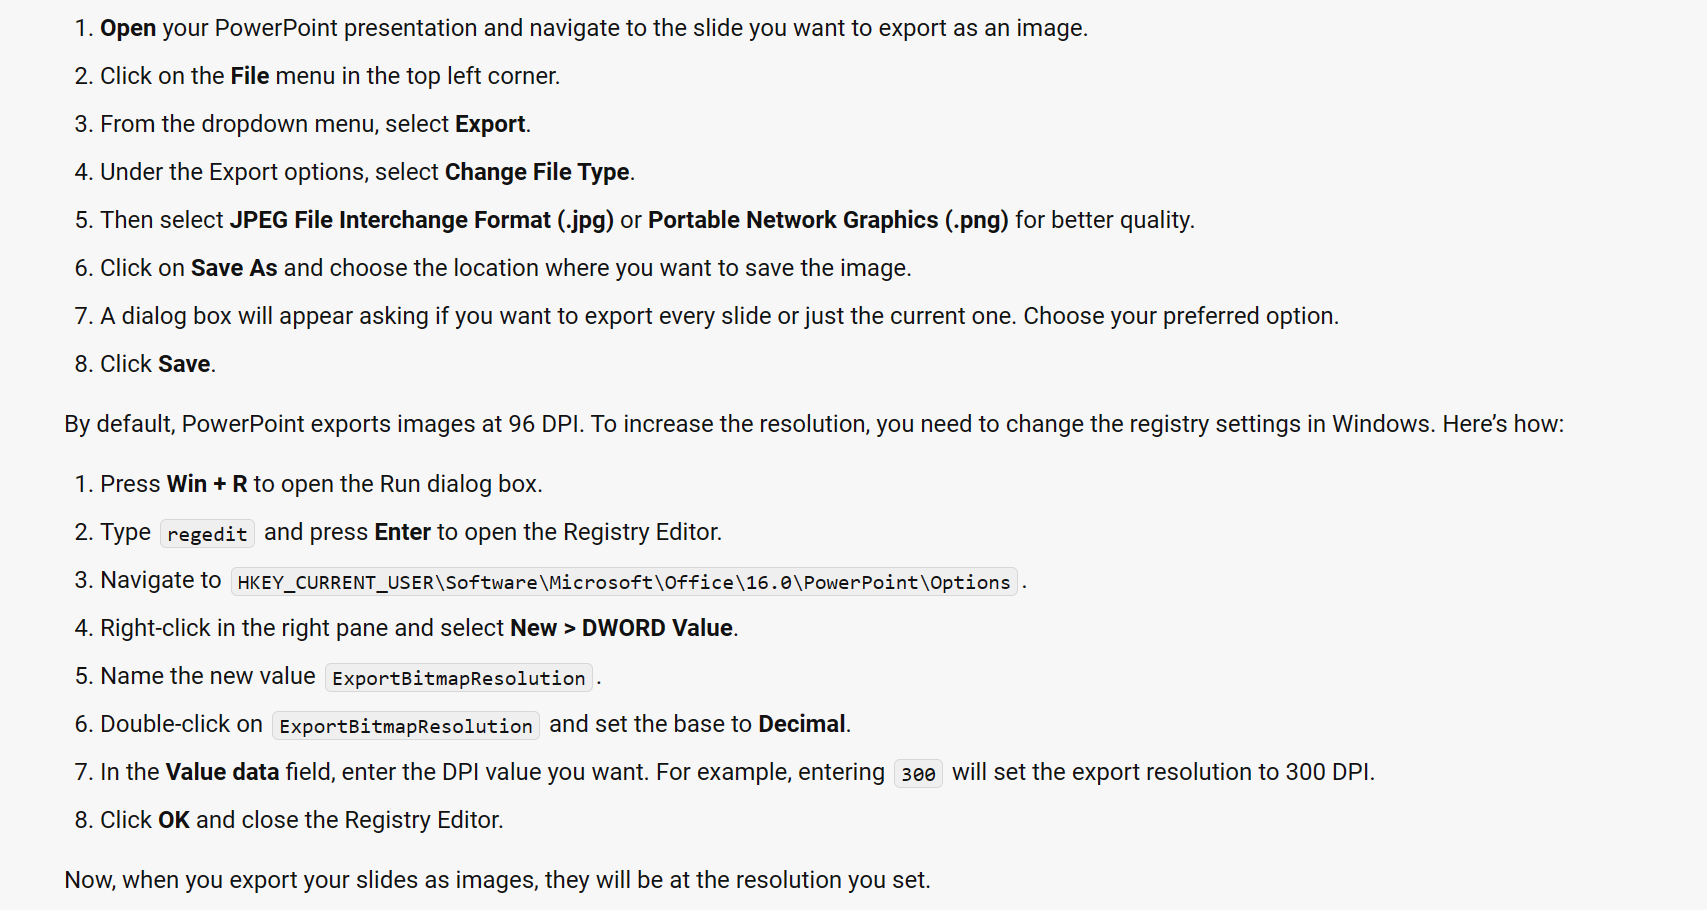 1. Open your PowerPoint presentation and navigate to the slide you want to export as an image.
2. Click on the File menu in the top left corner.
3. From the dropdown menu, select Export.
4. Under the Export options, select Change File Type.
5. Then select JPEG File Interchange Format (.jpg) or Portable Network Graphics (.png) for better quality.
6. Click on Save As and choose the location where you want to save the image.
7. A dialog box will appear asking if you want to export every slide or just the current one. Choose your preferred option.
8. Click Save.
By default, PowerPoint exports images at 96 DPI. To increase the resolution, you need to change the registry settings in Windows. Here’s how:
1. Press Win + R to open the Run dialog box.
2. Type regedit and press Enter to open the Registry Editor.
3. Navigate to HKEY_CURRENT_USER\Software\Microsoft\Office\16.0\PowerPoint\Options .
4. Right-click in the right pane and select New > DWORD Value.
5. Name the new value ExportBitmapResolution .
6. Double-click on ExportBitmapResolution and set the base to Decimal.
7. In the Value data field, enter the DPI value you want. For example, entering 300 will set the export resolution to 300 DPI.
8. Click OK and close the Registry Editor.
Now, when you export your slides as images, they will be at the resolution you set.